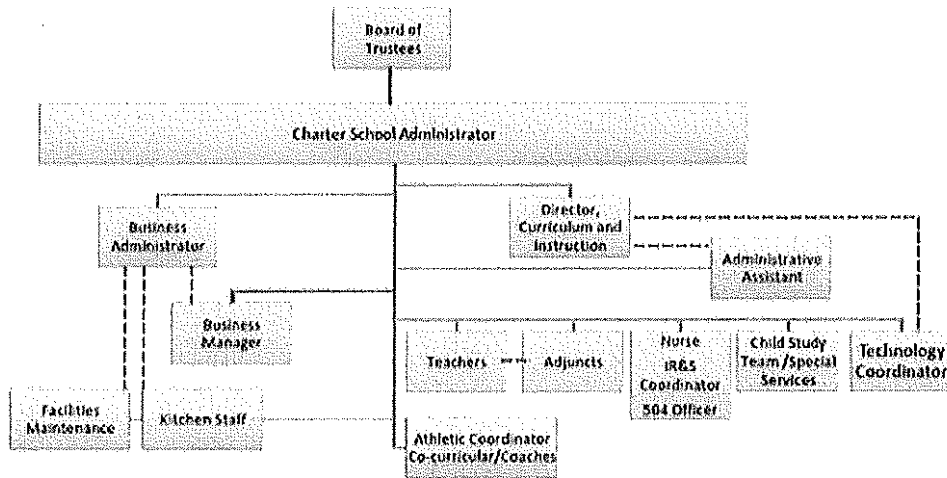 Board of
Trustees
Charter School Administrator
Business
Administrator
Director,
Curriculum and
Instruction
Administrative
Assistant
Business
Manager
Teachers
Adjuncts
Nurse
IR&S
Coordinator
504 Officer
Child Study
Team/Special
Services
Technology
Coordinator
Facilities
Maintenance
Kitchen Staff
Athletic Coordinator
Co-curricular/Coaches